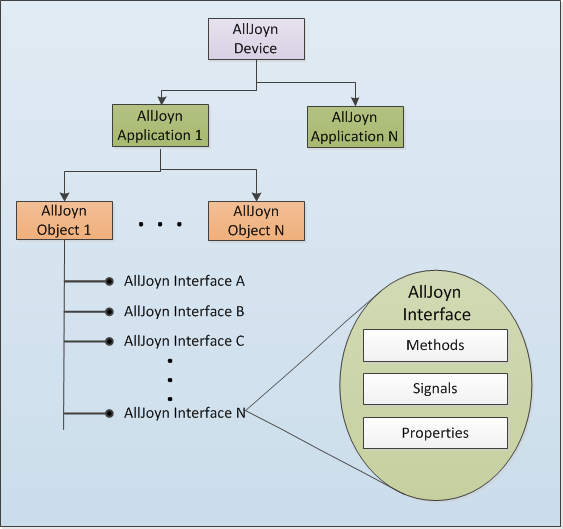 AllJoyn
Device
AllJoyn
Application 1
AllJoyn
Application N
AllJoyn
Object 1
AllJoyn
Object N
AllJoyn Interface A
AllJoyn Interface B
AllJoyn Interface C
AllJoyn Interface N
AllJoyn
Interface
Methods
Signals
Properties